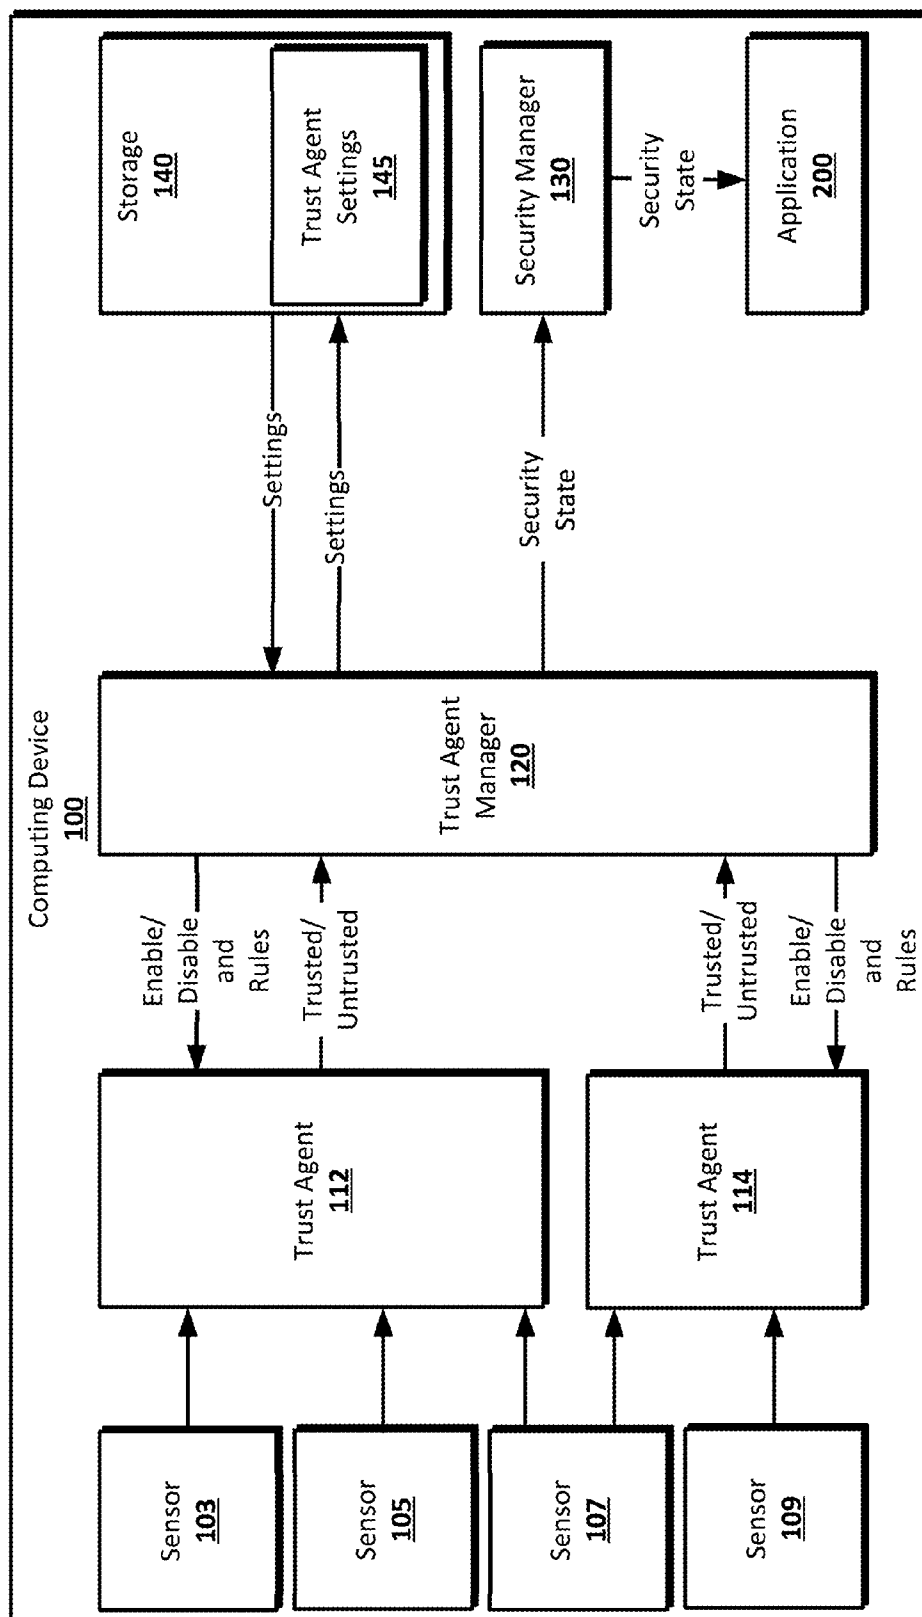 Computing Device
100
Sensor
103
Sensor
105
Sensor
107
Sensor
109
Trust Agent
112
Trust Agent
114
Enable/
Disable
and
Rules
Trusted/
Untrusted
Trusted/
Untrusted
Enable/
Disable
and
Rules
Trust Agent
Manager
120
Settings
Settings
Security
State
Storage
140
Trust Agent
Settings
145
Security Manager
130
Security
State
Application
200